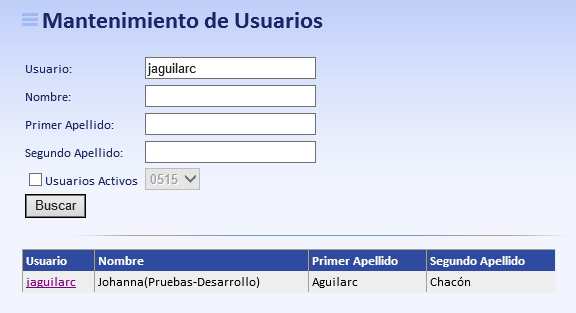 Mantenimiento de Usuarios
Usuario: jaguilarc
Nombre:
Primer Apellido:
Segundo Apellido:
Usuarios Activos 0515
Buscar
Usuario Nombre Primer Apellido Segundo Apellido
jaguilarc Johanna(Pruebas-Desarrollo) Aguilarc Chacón